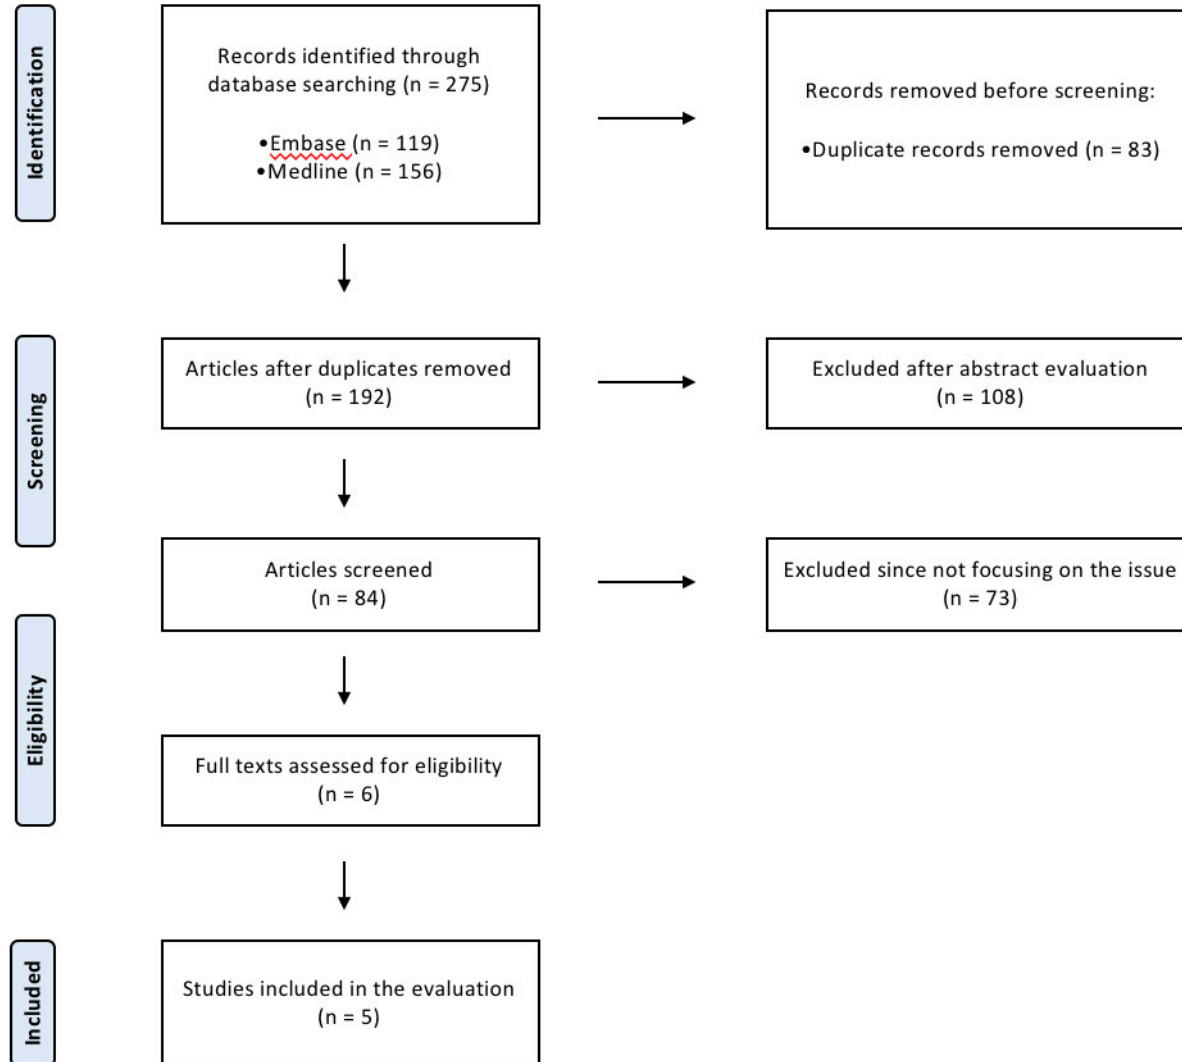 Identification
Records identified through
database searching (n = 275)
•Embase (n = 119)
•Medline (n = 156)
Records removed before screening:
•Duplicate records removed (n = 83)
Screening
Articles after duplicates removed
(n = 192)
Excluded after abstract evaluation
(n = 108)
Articles screened
(n = 84)
Excluded since not focusing on the issue
(n = 73)
Eligibility
Full texts assessed for eligibility
(n = 6)
Included
Studies included in the evaluation
(n = 5)